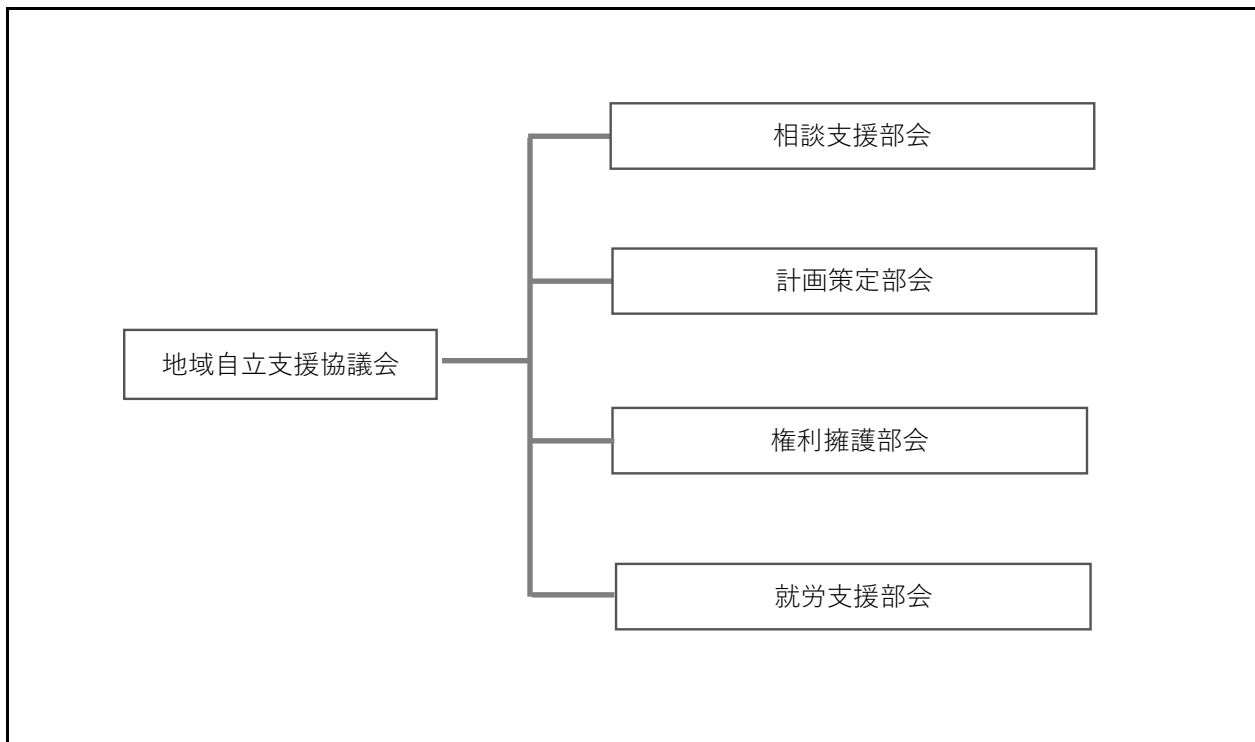 相談支援部会
計画策定部会
地域自立支援協議会
権利擁護部会
就労支援部会